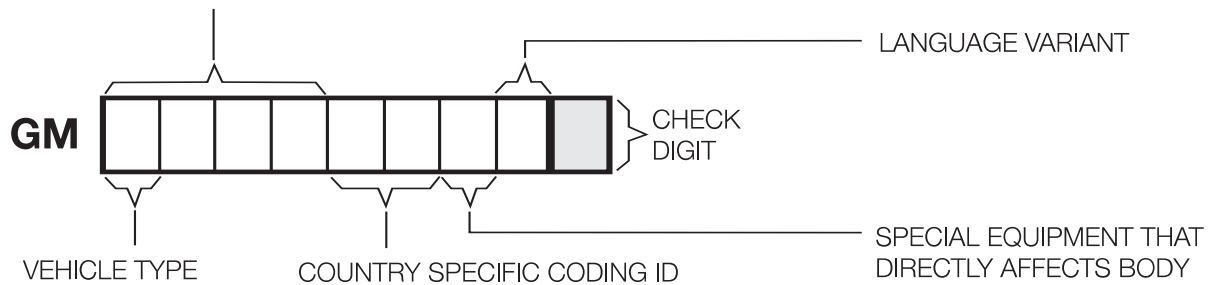 LANGUAGE VARIANT
GM
CHECK
DIGIT
VEHICLE TYPE
COUNTRY SPECIFIC CODING ID
SPECIAL EQUIPMENT THAT
DIRECTLY AFFECTS BODY